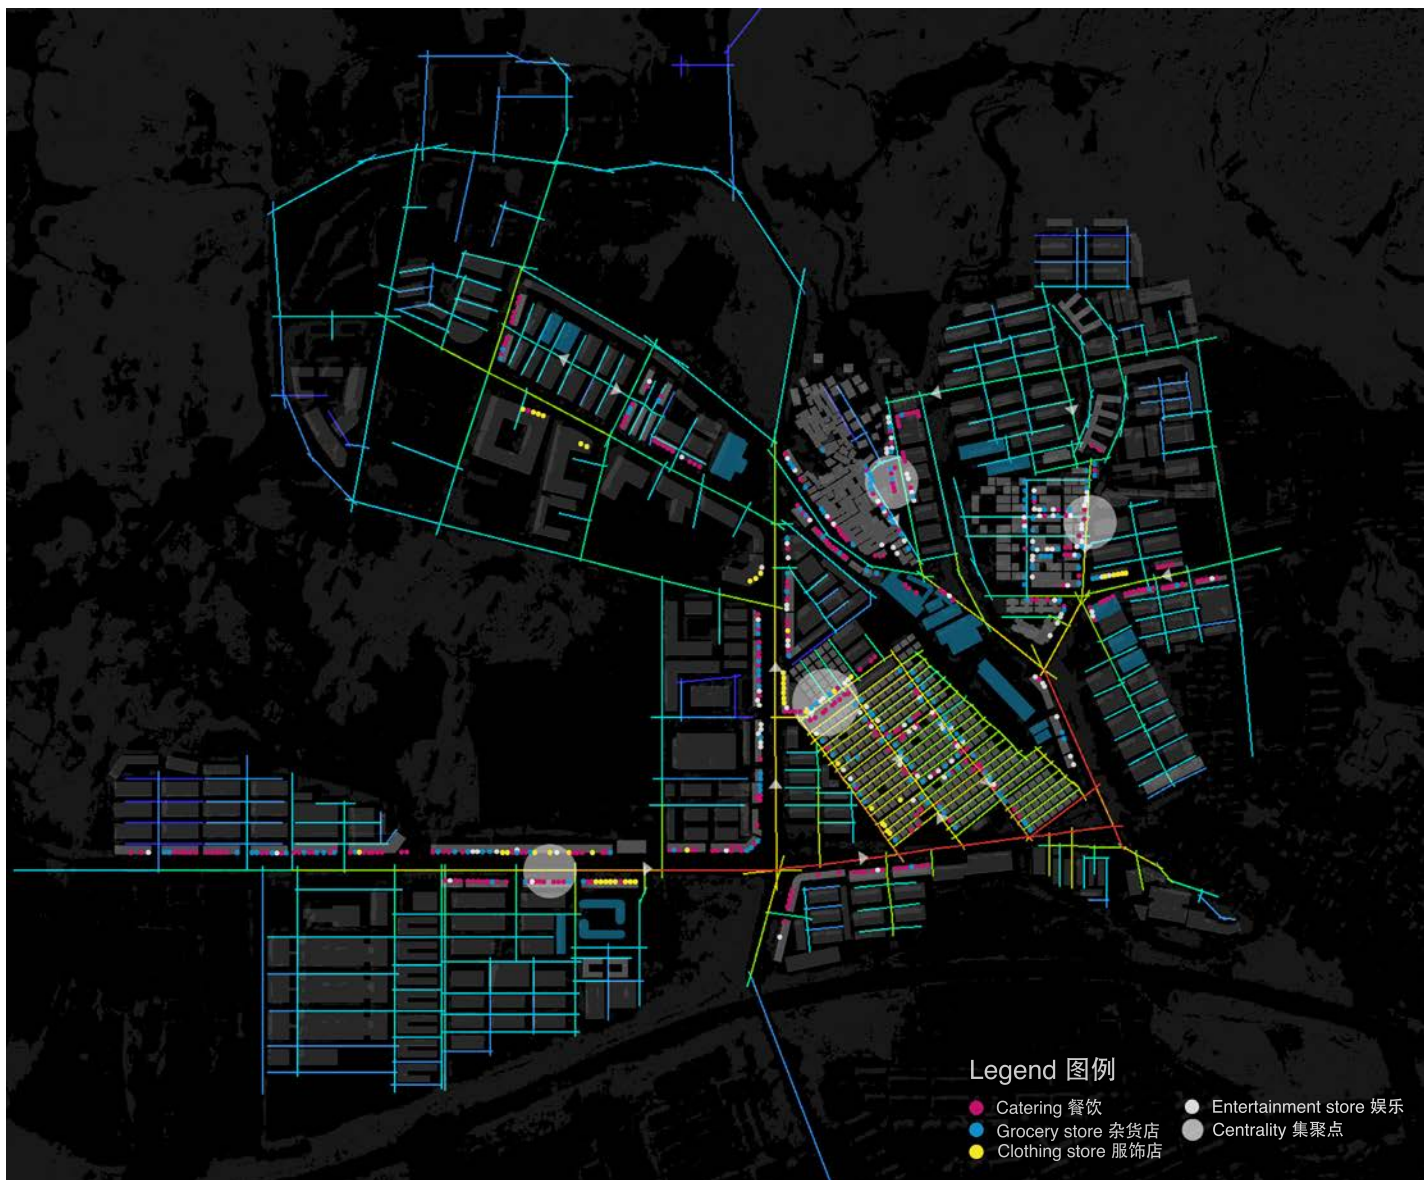 Legend 图例
Catering 餐饮
Grocery store 杂货店
Clothing store 服饰店
Entertainment store 娱乐
Centrality 集聚点